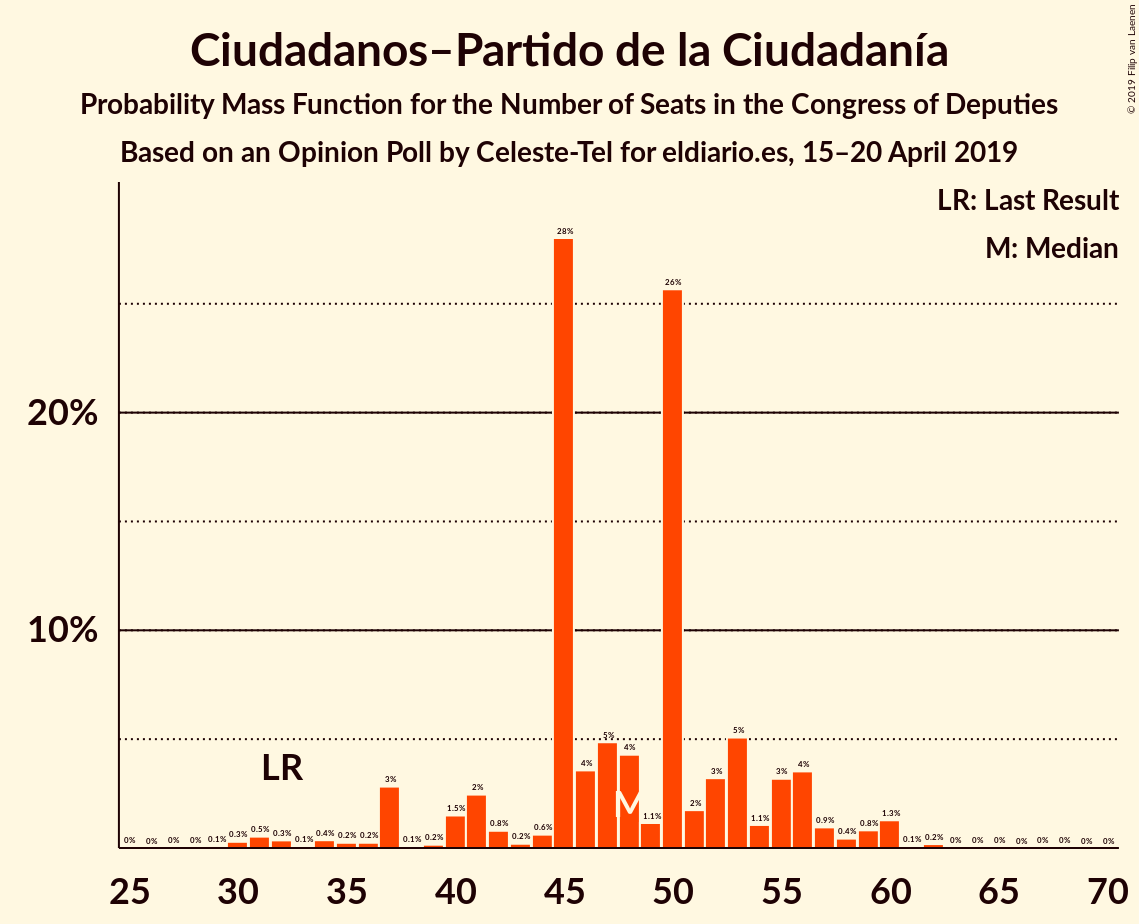 Ciudadanos–Partido de la Ciudadanía
Probability Mass Function for the Number of Seats in the Congress of Deputies
Based on an Opinion Poll by Celeste-Tel for eldiario.es, 15–20 April 2019
© 2019 Filip van Laenen
LR: Last Result
M: Median
20%
10%
LR
M
0% 0% 0% 0% 0.1% 0.3% 0.5% 0.3% 0.1% 0.4% 0.2% 0.2% 3% 0.1% 0.2% 1.5% 2% 0.8% 0.2% 0.6% 28% 4% 5% 4% 1.1% 26% 2% 3% 5% 1.1% 3% 4% 0.9% 0.4% 0.8% 1.3% 0.1% 0.2% 0% 0% 0% 0% 0% 0% 0% 0%
25 30 35 40 45 50 55 60 65 70